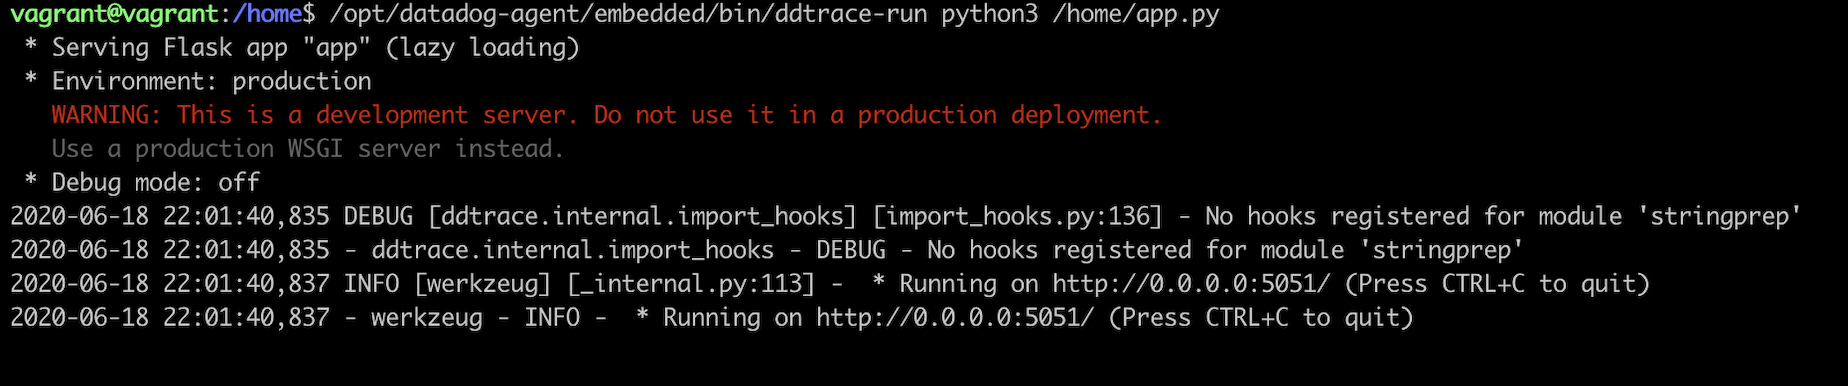 vagrant@vagrant:/home$ /opt/datadog-agent/embedded/bin/ddtrace-run python3 /home/app.py
 * Serving Flask app "app" (lazy loading)
 * Environment: production
   WARNING: This is a development server. Do not use it in a production deployment.
   Use a production WSGI server instead.
 * Debug mode: off
2020-06-18 22:01:40,835 DEBUG [ddtrace.internal.import_hooks] [import_hooks.py:136] - No hooks registered for module 'stringprep'
2020-06-18 22:01:40,835 - ddtrace.internal.import_hooks - DEBUG - No hooks registered for module 'stringprep'
2020-06-18 22:01:40,837 INFO [werkzeug] [_internal.py:113] -  * Running on http://0.0.0.0:5051/ (Press CTRL+C to quit)
2020-06-18 22:01:40,837 - werkzeug - INFO -  * Running on http://0.0.0.0:5051/ (Press CTRL+C to quit)